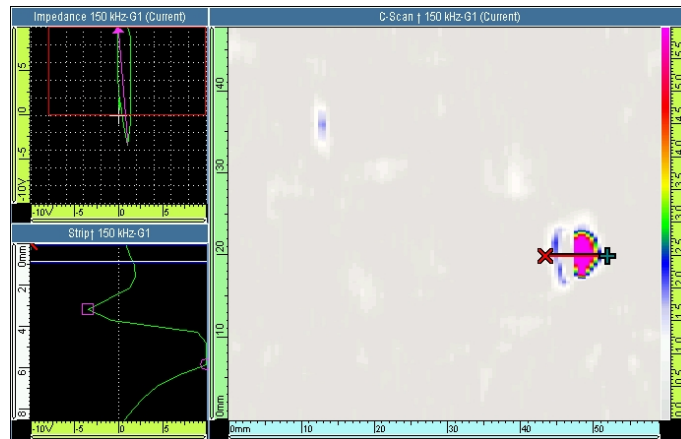 Impedance 150 kHz-G1 (Current)
C-Scan † 150 kHz-G1 (Current)
|5
|0
|-5
-10V
-10V |-5 |0 |5
Strip† 150 kHz-G1
0mm
2|
4|
6|
8|
-10V |-5 |0 |5
|40
|30
|20
|10
0mm
0mm |10 |20 |30 |40 |50